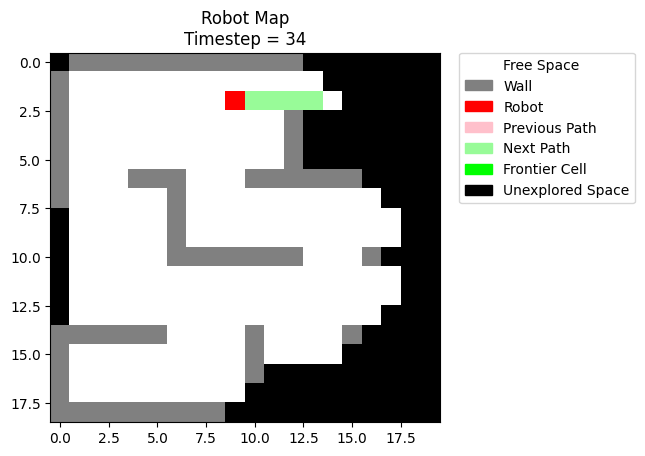 Robot Map
Timestep = 34
Free Space
Wall
Robot
Previous Path
Next Path
Frontier Cell
Unexplored Space
0.0
2.5
5.0
7.5
10.0
12.5
15.0
17.5
0.0 2.5 5.0 7.5 10.0 12.5 15.0 17.5